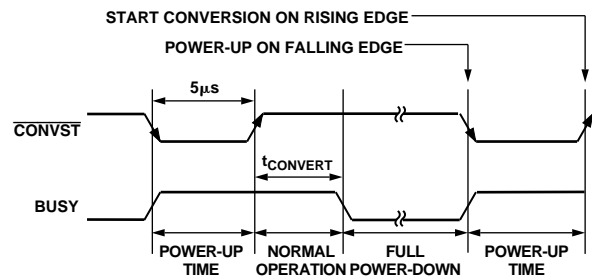 START CONVERSION ON RISING EDGE
POWER-UP ON FALLING EDGE
5µs
CONVST
tCONVERT
BUSY
POWER-UP
TIME
NORMAL
OPERATION
FULL
POWER-DOWN
POWER-UP
TIME